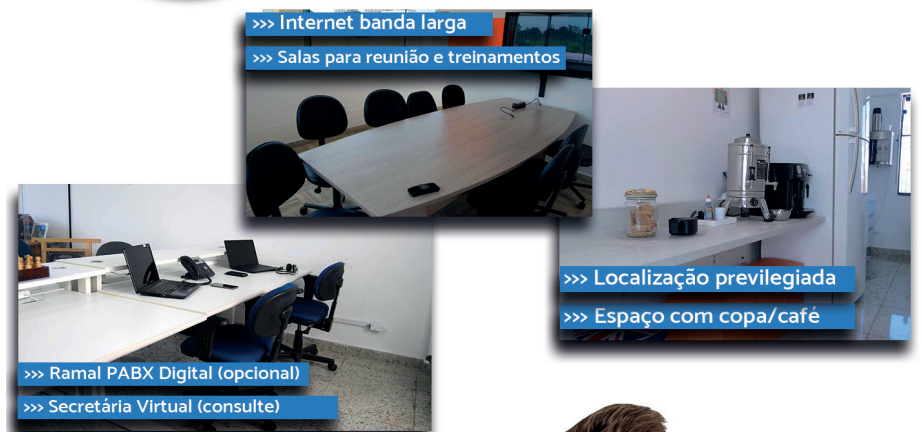 >>> Internet banda larga
>>> Salas para reunião e treinamentos
>>> Localização previlegiada
>>> Espaço com copa/café
>>> Ramal PABX Digital (opcional)
>>> Secretária Virtual (consulte)